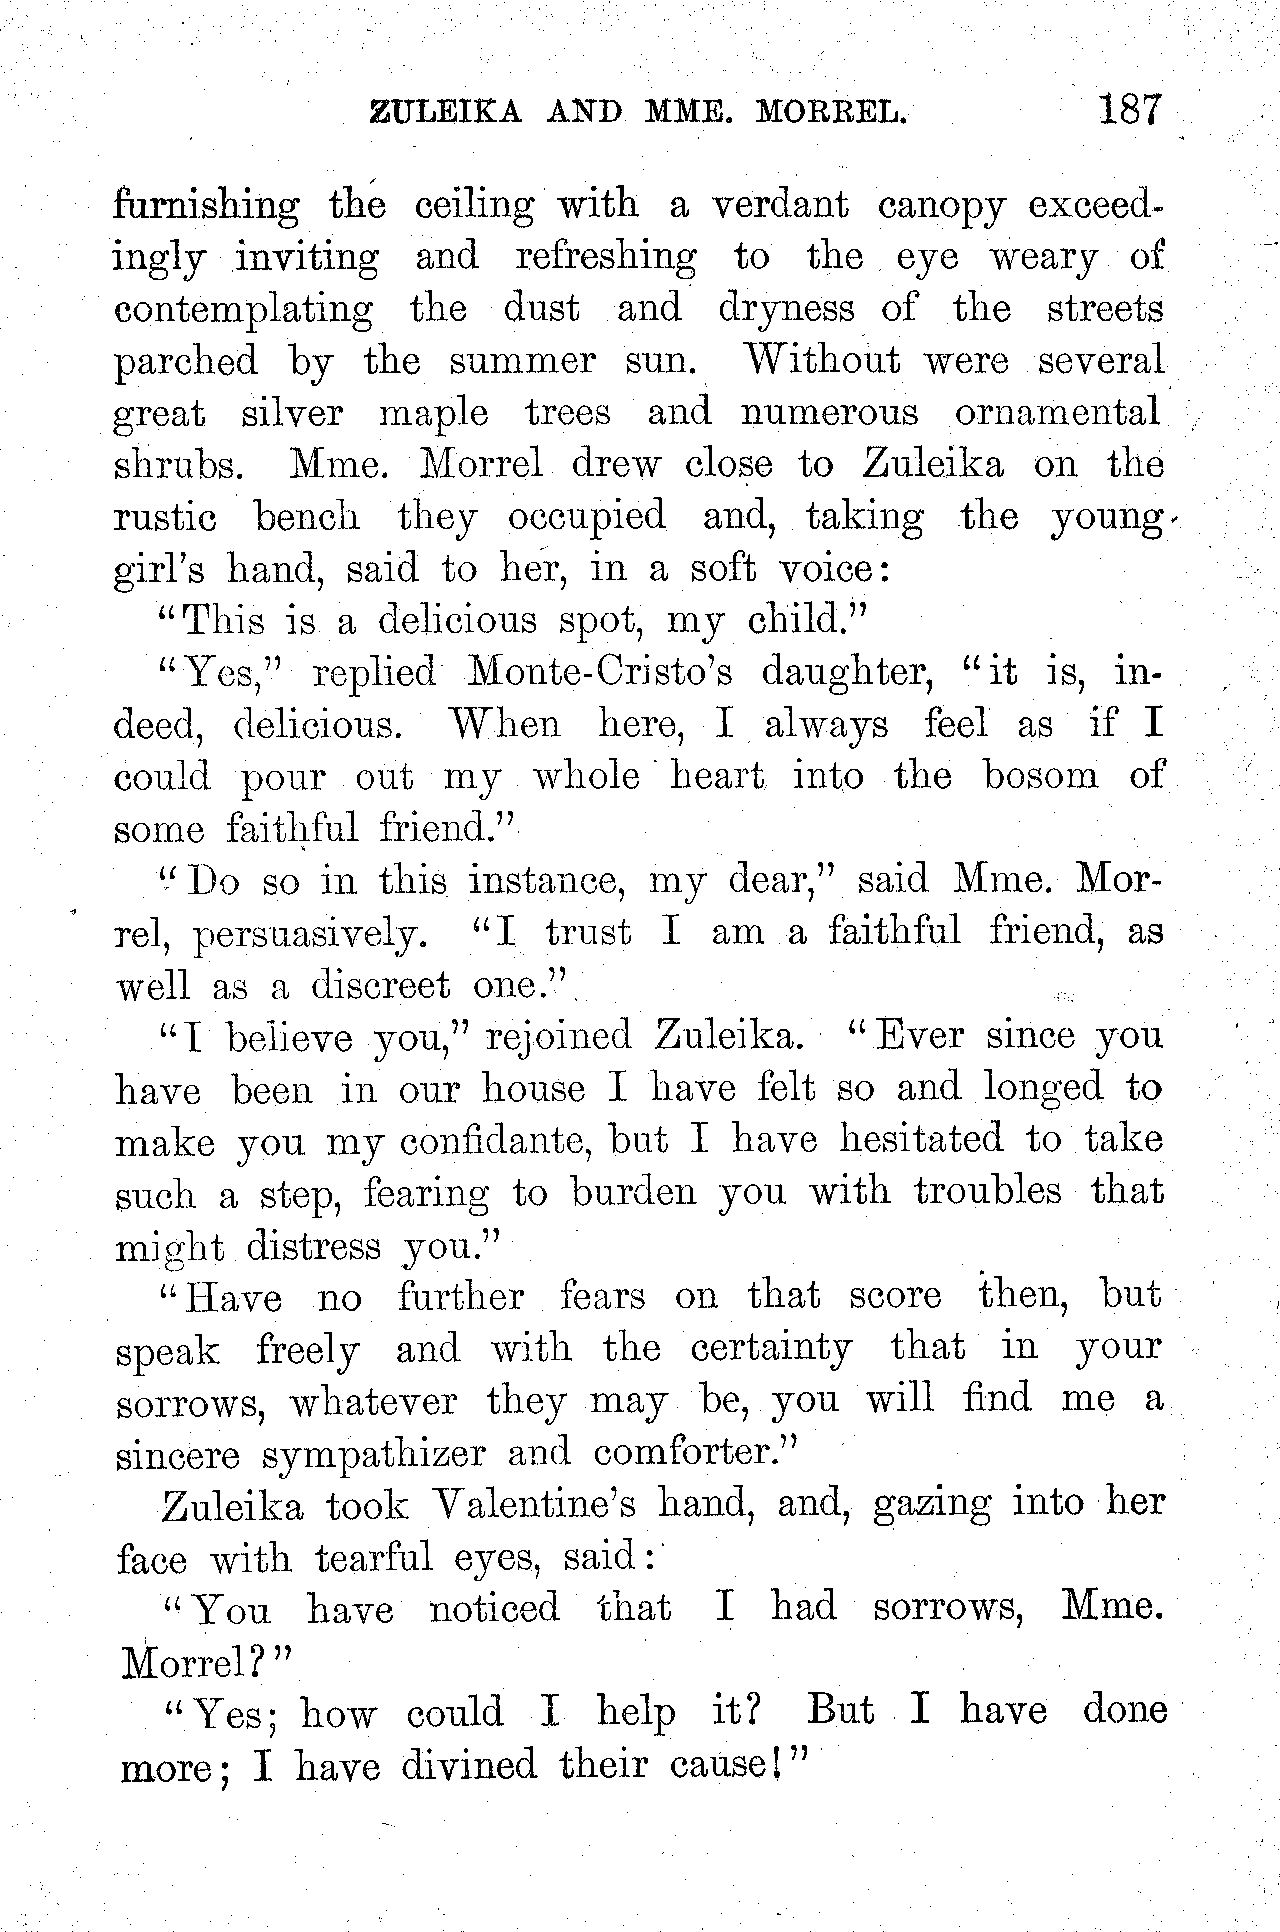 ZULEIKA AND MME. MORREL. 187
furnishing the ceiling with a verdant canopy exceed-
ingly inviting and refreshing to the eye weary of
contemplating the dust and dryness of the streets
parched by the summer sun. Without were several
great silver maple trees and numerous ornamental
shrubs. Mme. Morrel drew close to Zuleika on the
rustic bench they occupied and, taking the young
girl's hand, said to her, in a soft voice:
"This is a delicious spot, my child."
"Yes," replied Monte-Cristo's daughter, "it is, in-
deed, delicious. When here, I always feel as if I
could pour out my whole heart into the bosom of
some faithful friend."
"Do so in this instance, my dear," said Mme. Mor-
rel, persuasively. "I trust I am a faithful friend, as
well as a discreet one."
"I believe you," rejoined Zuleika. "Ever since you
have been in our house I have felt so and longed to
make you my confidante, but I have hesitated to take
such a step, fearing to burden you with troubles that
might distress you."
"Have no further fears on that score then, but
speak freely and with the certainty that in your
sorrows, whatever they may be, you will find me a
sincere sympathizer and comforter."
Zuleika took Valentine's hand, and, gazing into her
face with tearful eyes, said:
"You have noticed that I had sorrows, Mme.
Morrel?"
"Yes; how could I help it? But I have done
more; I have divined their cause!"